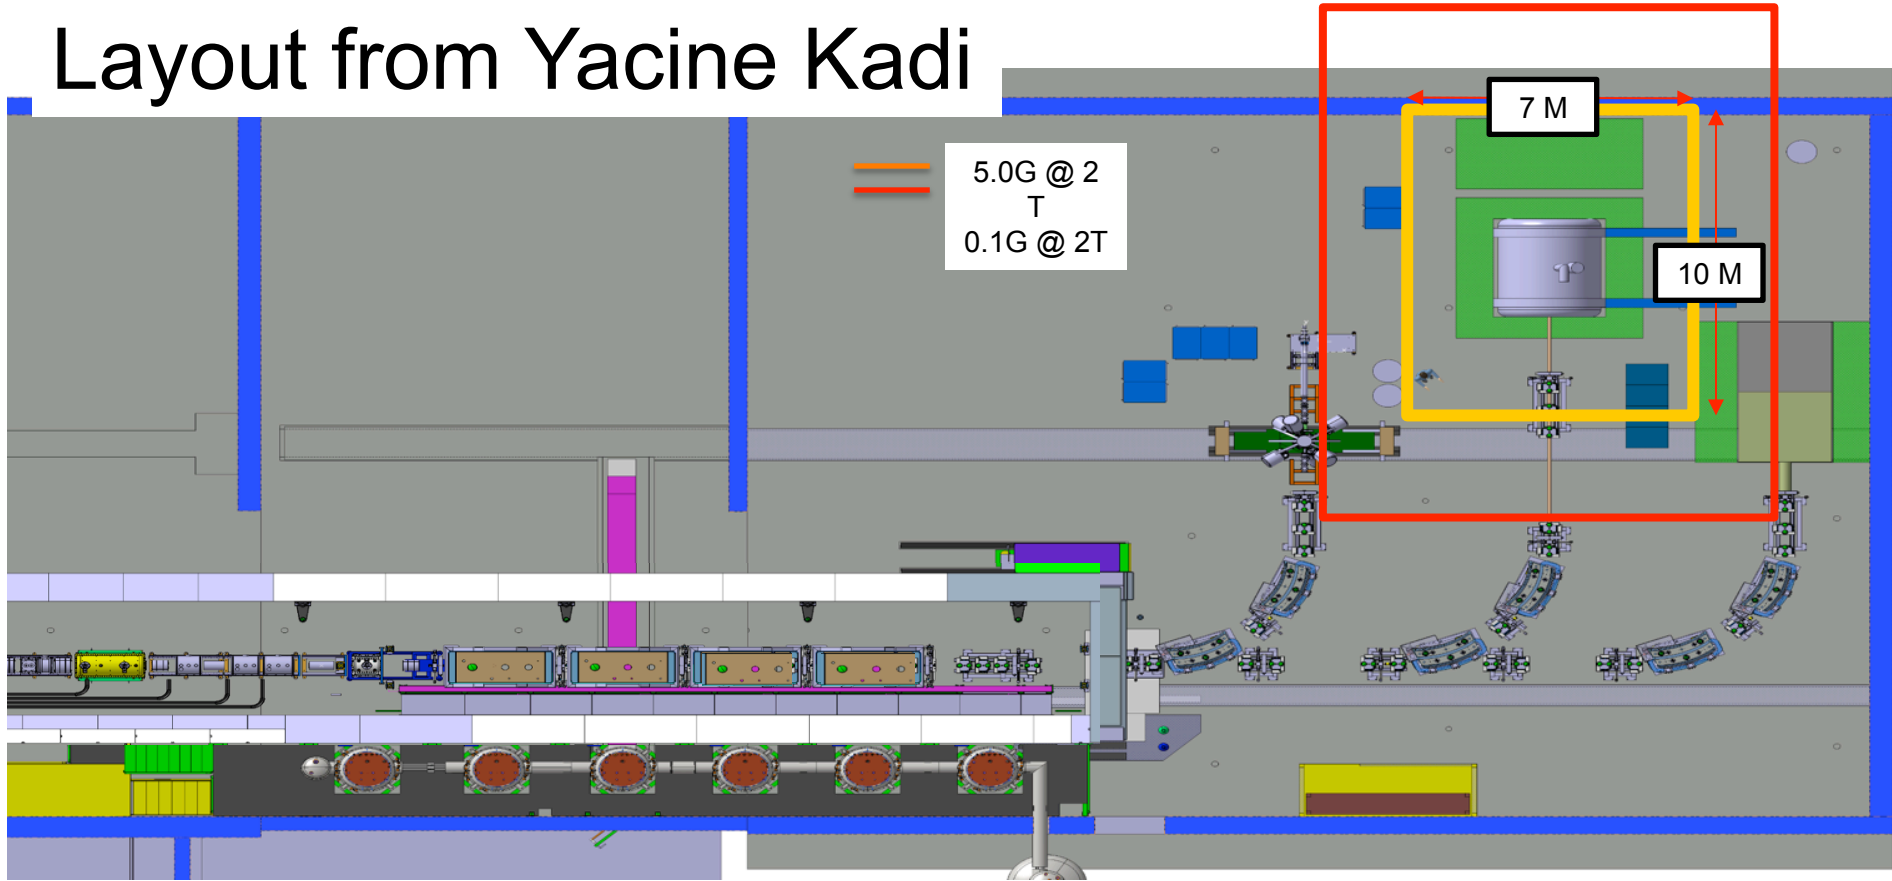 Layout from Yacine Kadi
7 M
5.0G @ 2
T
0.1G @ 2T
10 M